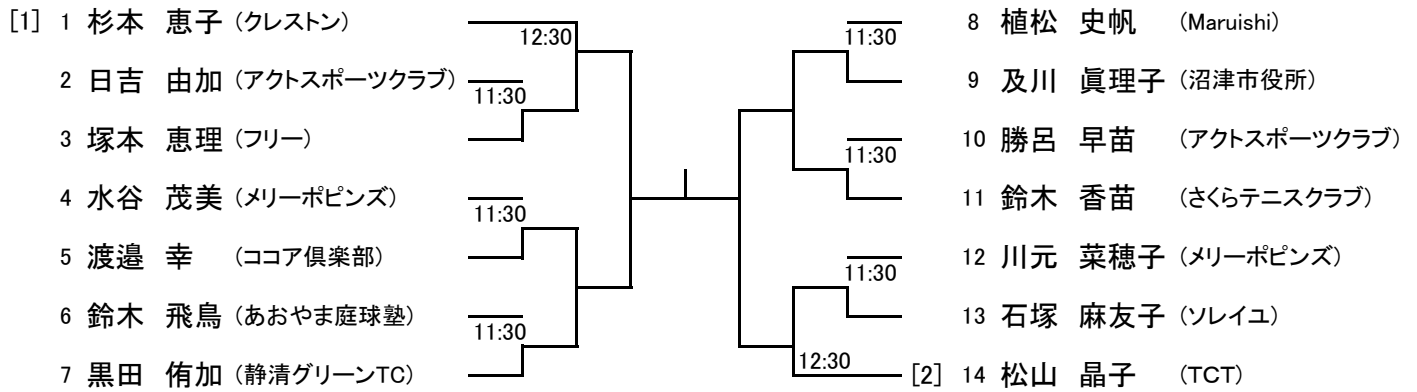 [1] 1 杉本 恵子 (クレストン)
12:30
2 日吉 由加 (アクトスポーツクラブ)
11:30
3 塚本 恵理 (フリー)
4 水谷 茂美 (メリーポピンズ)
11:30
5 渡邉 幸 (ココア倶楽部)
6 鈴木 飛鳥 (あおやま庭球塾)
11:30
7 黒田 侑加 (静清グリーンTC)
8 植松 史帆 (Maruishi)
11:30
9 及川 眞理子 (沼津市役所)
10 勝呂 早苗 (アクトスポーツクラブ)
11:30
11 鈴木 香苗 (さくらテニスクラブ)
12 川元 菜穂子 (メリーポピンズ)
11:30
13 石塚 麻友子 (ソレイユ)
12:30
[2] 14 松山 晶子 (TCT)